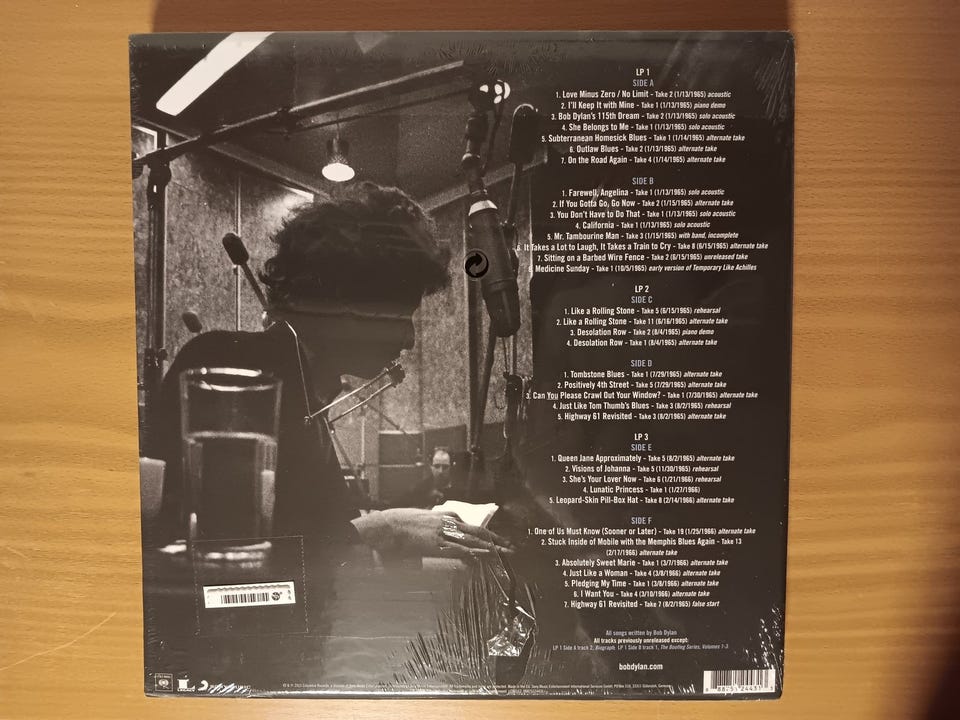 LP 1
SIDE A
1. Love Minus Zero / No Limit - Take 2 (1/13/1965) acoustic
2. I'll Keep It with Mine - Take 1 (1/13/1965) piano demo
3. Bob Dylan's 115th Dream - Take 2 (1/13/1965) solo acoustic
4. She Belongs to Me - Take 1 (1/13/1965) solo acoustic
5. Subterranean Homesick Blues - Take 1 (1/14/1965) alternate take
6. Outlaw Blues - Take 2 (1/13/1965) alternate take
7. On the Road Again - Take 4 (1/14/1965) alternate take
SIDE B
1. Farewell, Angelina - Take 1 (1/13/1965) solo acoustic
2. If You Gotta Go, Go Now - Take 2 (1/15/1965) alternate take
3. You Don't Have to Do That - Take 1 (1/13/1965) solo acoustic
4. California - Take 1 (1/13/1965) solo acoustic
5. Mr. Tambourine Man - Take 3 (1/15/1965) with band, incomplete
6. It Takes a Lot to Laugh, It Takes a Train to Cry - Take 8 (6/15/1965) alternate take
7. Sitting on a Barbed Wire Fence - Take 2 (6/15/1965) unreleased take
8. Medicine Sunday - Take 1 (10/5/1965) early version of Temporary Like Achilles
LP 2
SIDE C
1. Like a Rolling Stone - Take 5 (6/15/1965) rehearsal
2. Like a Rolling Stone - Take 11 (6/16/1965) alternate take
3. Desolation Row - Take 2 (8/4/1965) piano demo
4. Desolation Row - Take 1 (8/4/1965) alternate take
SIDE D
1. Tombstone Blues - Take 1 (7/29/1965) alternate take
2. Positively 4th Street - Take 5 (7/29/1965) alternate take
3. Can You Please Crawl Out Your Window? - Take 1 (7/30/1965) alternate take
4. Just Like Tom Thumb's Blues - Take 3 (8/2/1965) rehearsal
5. Highway 61 Revisited - Take 3 (8/2/1965) alternate take
LP 3
SIDE E
1. Queen Jane Approximately - Take 5 (8/2/1965) alternate take
2. Visions of Johanna - Take 5 (11/30/1965) rehearsal
3. She's Your Lover Now - Take 6 (1/21/1966) rehearsal
4. Lunatic Princess - Take 1 (1/27/1966)
5. Leopard-Skin Pill-Box Hat - Take 8 (2/14/1966) alternate take
SIDE F
1. One of Us Must Know (Sooner or Later) - Take 19 (1/25/1966) alternate take
2. Stuck Inside of Mobile with the Memphis Blues Again - Take 13
(2/17/1966) alternate take
3. Absolutely Sweet Marie - Take 1 (3/7/1966) alternate take
4. Just Like a Woman - Take 4 (3/8/1966) alternate take
5. Pledging My Time - Take 1 (3/8/1966) alternate take
6. I Want You - Take 4 (3/10/1966) alternate take
7. Highway 61 Revisited - Take 7 (8/2/1965) false start
All songs written by Bob Dylan
All tracks previously unreleased except:
LP 1 Side A track 2, Biograph LP 1 Side B track 1, The Bootleg Series, Volumes 1-3
bobdylan.com